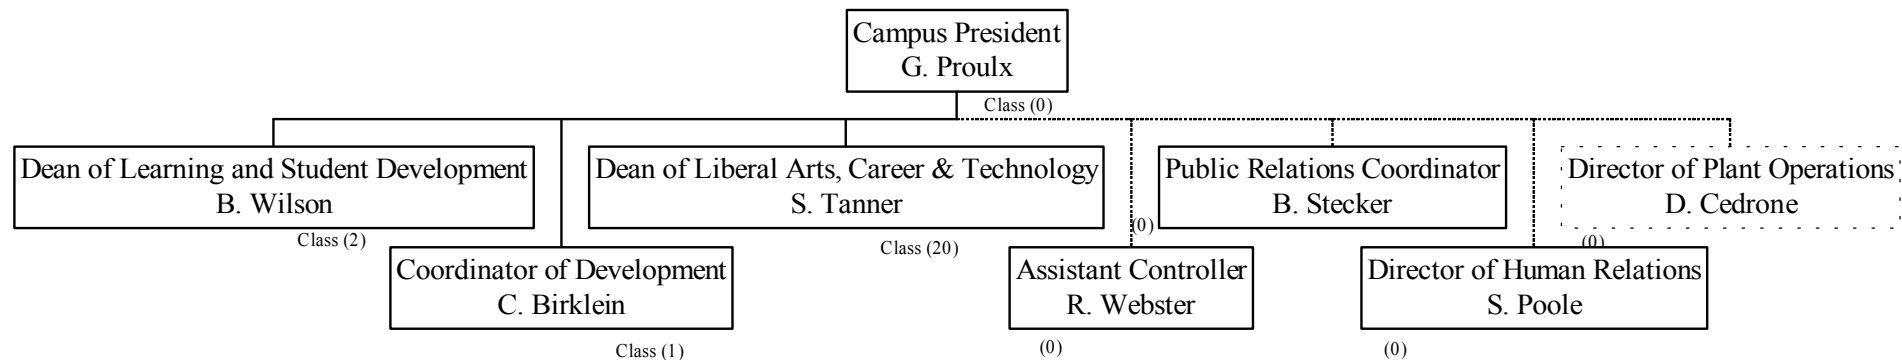 Campus President
G. Proulx
Class (0)
Dean of Learning and Student Development
B. Wilson
Class (2)
Dean of Liberal Arts, Career & Technology
S. Tanner
Class (20)
Public Relations Coordinator
B. Stecker
(0)
Director of Plant Operations
D. Cedrone
(0)
Coordinator of Development
C. Birklein
Class (1)
Assistant Controller
R. Webster
(0)
Director of Human Relations
S. Poole
(0)